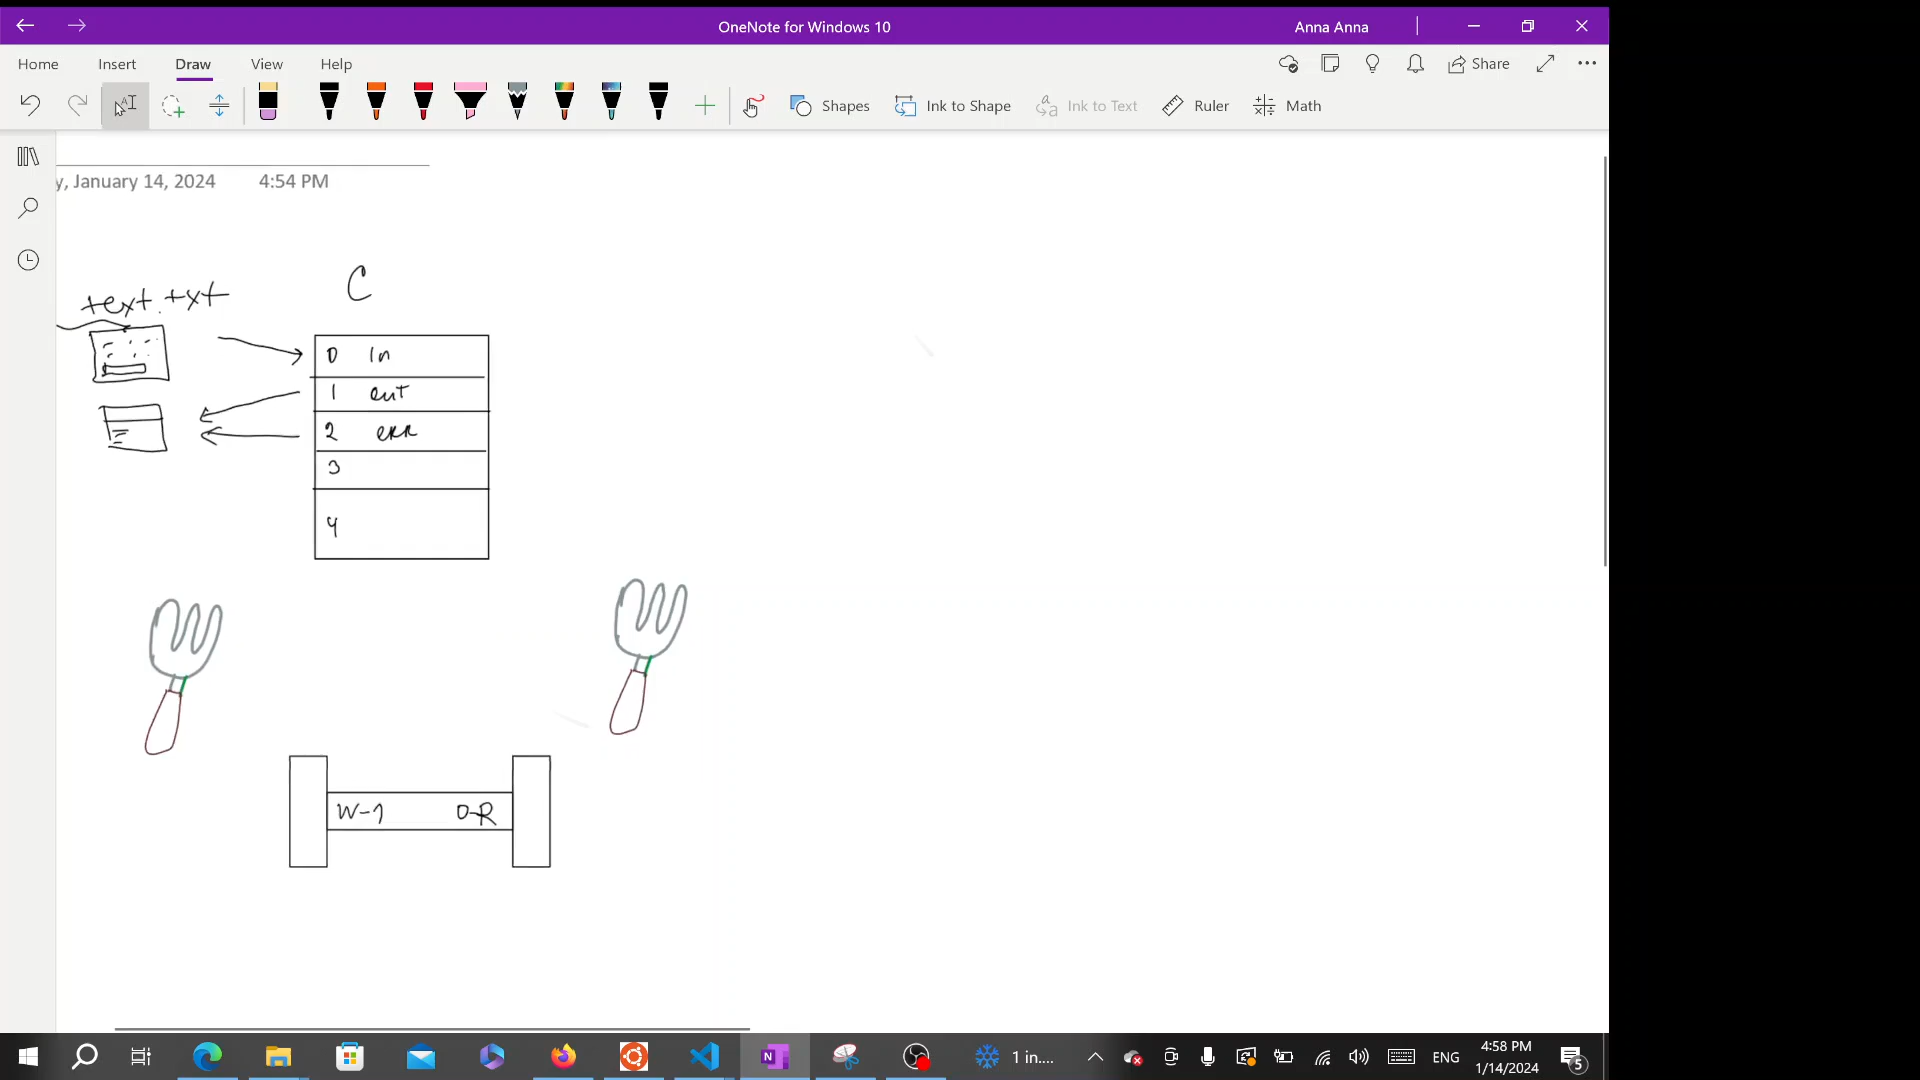 OneNote for Windows 10
Anna Anna
Home
Insert
Draw
View
Help
Share
Shapes
Ink to Shape
Ink to Text
Ruler
Math
y, January 14, 2024
4:54 PM
C
text.txt
0 In
1 out
2 err
3
4
W-1
0-R
1 in....
ENG
4:58 PM
1/14/2024
5